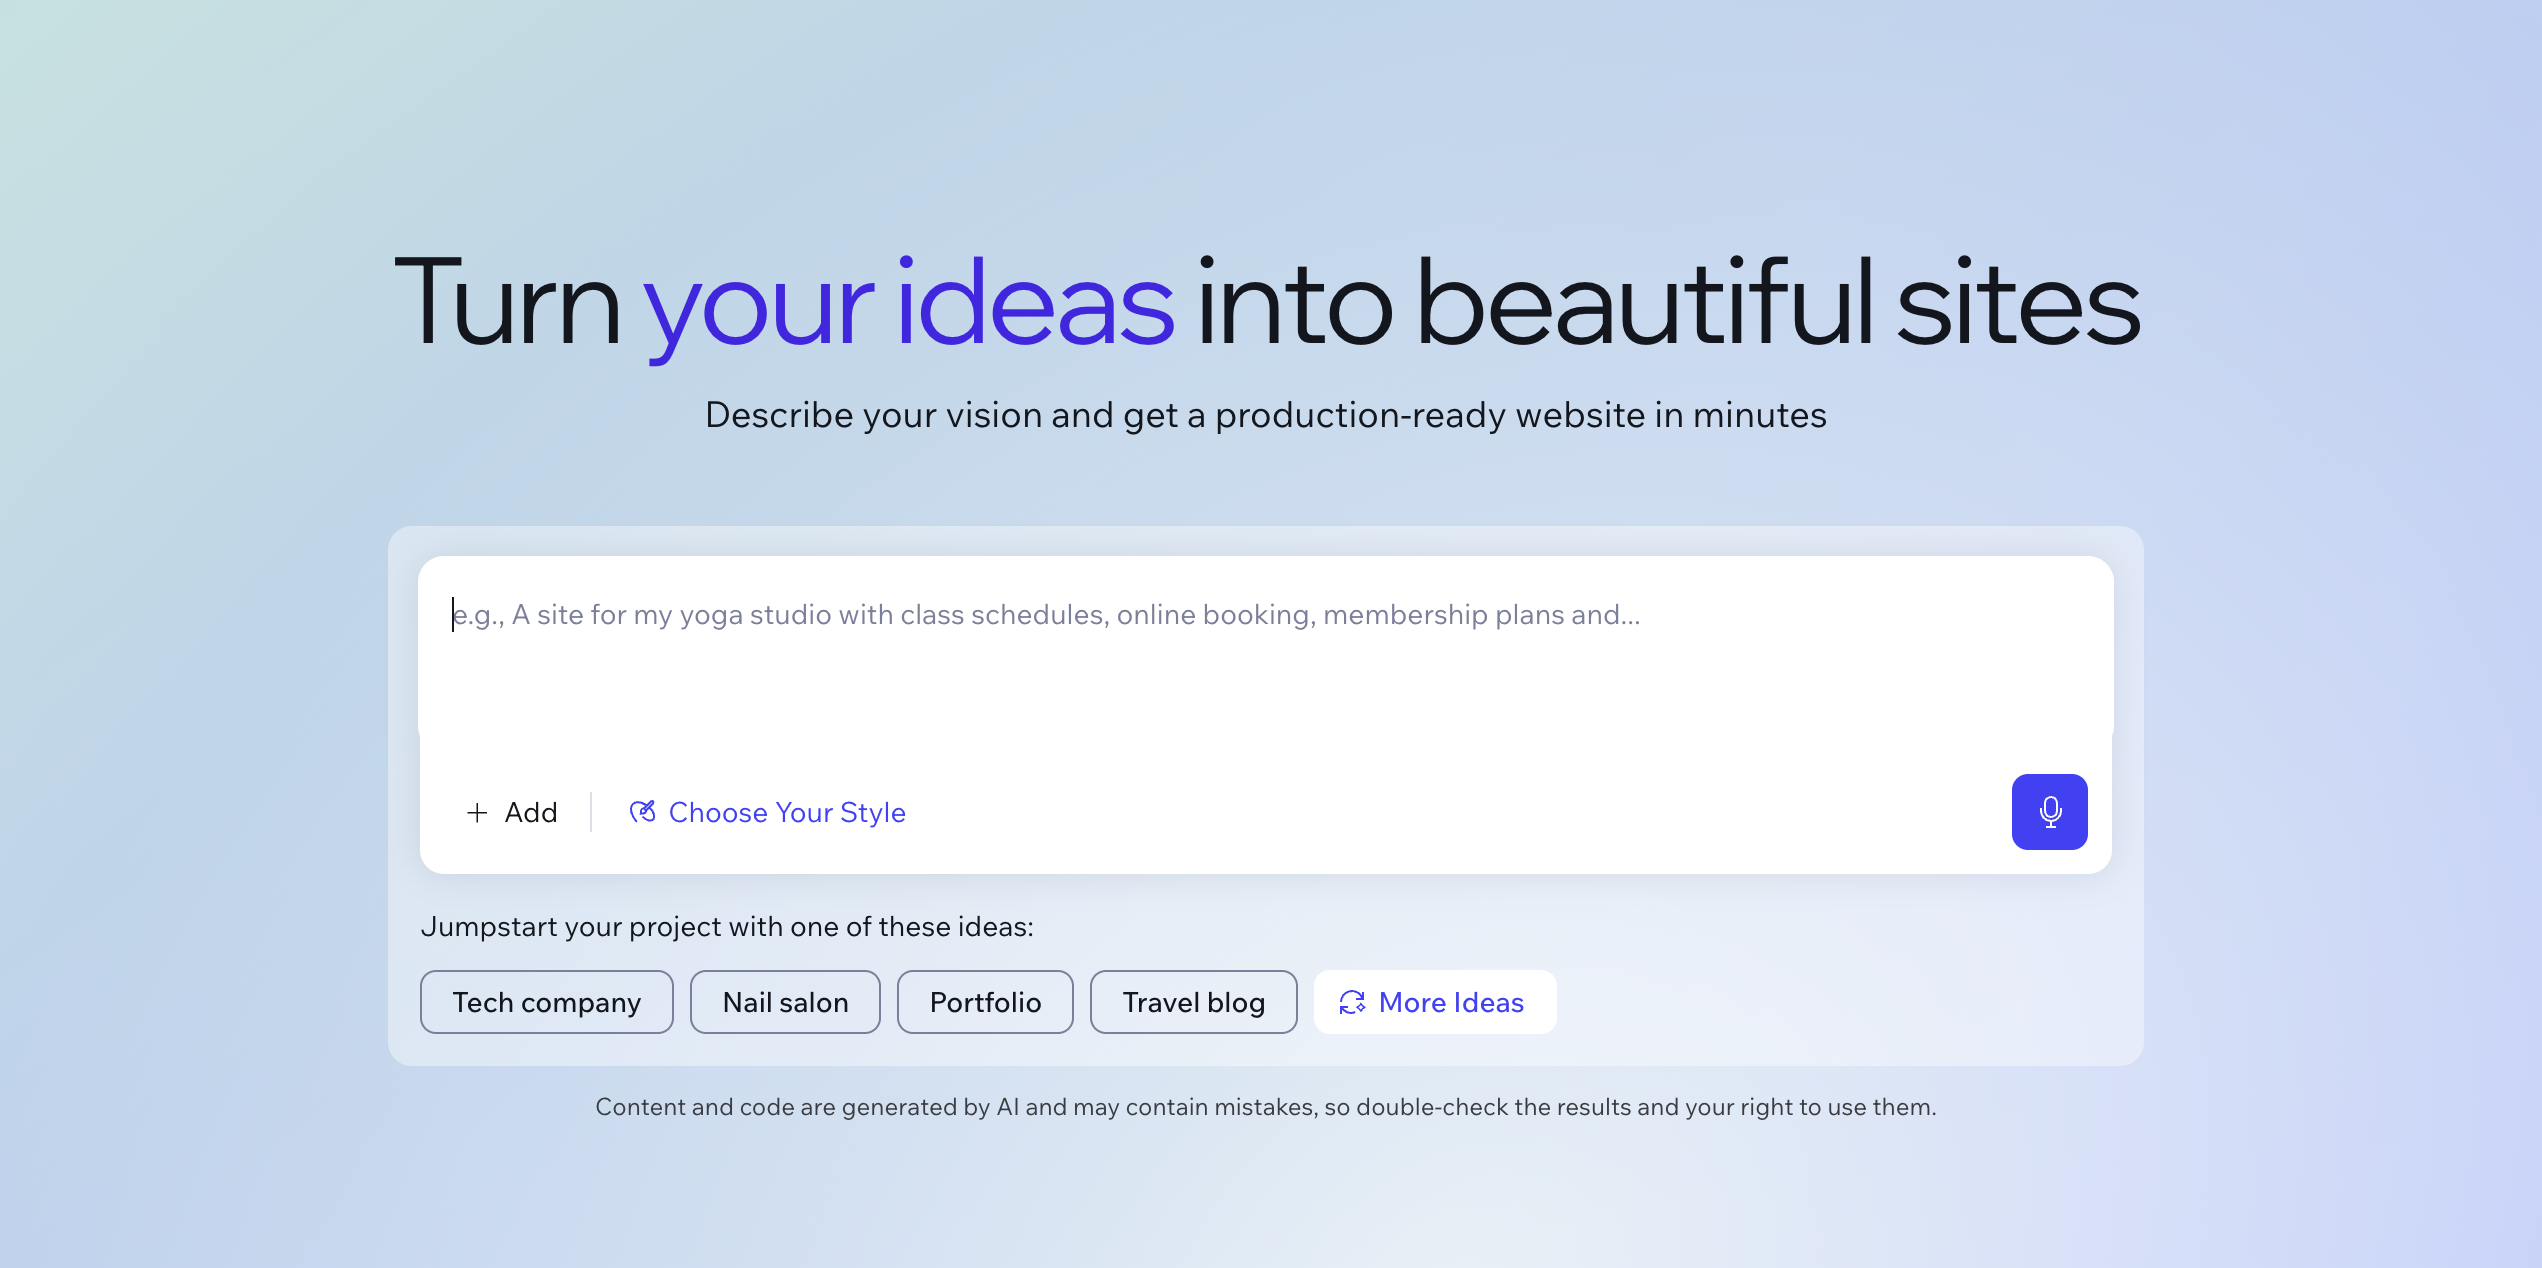 Turn your ideas into beautiful sites
Describe your vision and get a production-ready website in minutes
e.g., A site for my yoga studio with class schedules, online booking, membership plans and...
Add
Choose Your Style
Jumpstart your project with one of these ideas:
Tech company
Nail salon
Portfolio
Travel blog
More Ideas
Content and code are generated by AI and may contain mistakes, so double-check the results and your right to use them.